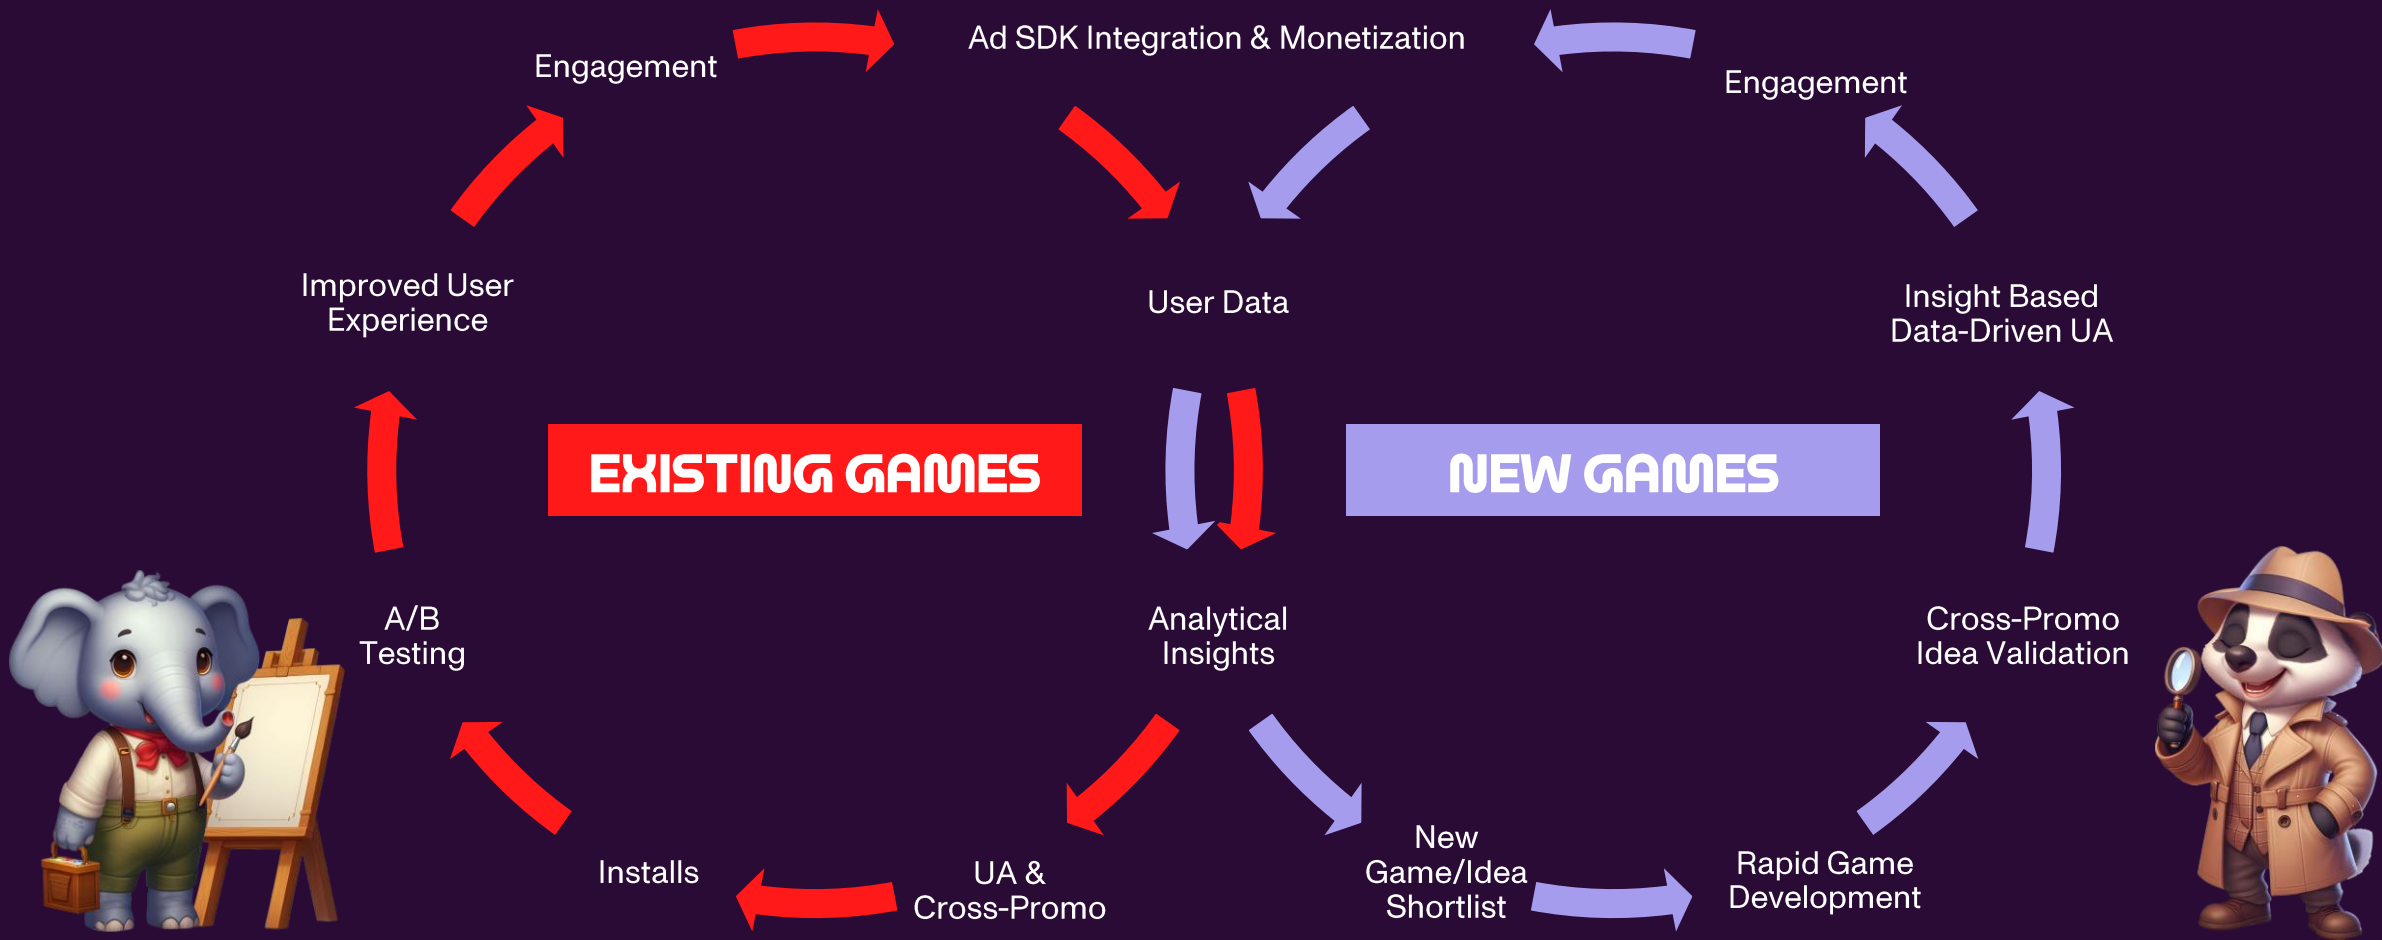 Ad SDK Integration & Monetization
Engagement
Engagement
Improved User
Experience
User Data
Insight Based
Data-Driven UA
EXISTING GAMES
NEW GAMES
A/B
Testing
Analytical
Insights
Cross-Promo
Idea Validation
Installs
UA &
Cross-Promo
New
Game/Idea
Shortlist
Rapid Game
Development